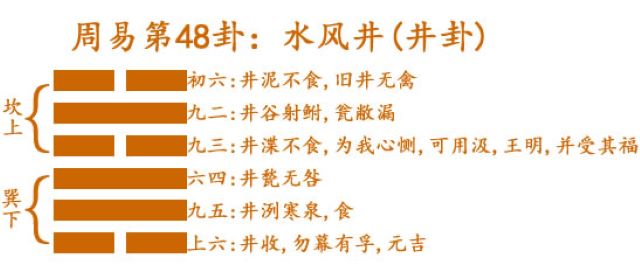 周易第48卦：水风井(井卦)
坎上
初六:井泥不食,旧井无禽
九二:井谷射鲋,瓮敝漏
九三:井渫不食,为我心恻,可用汲,王明,并受其福
巽下
六四:井甃无咎
九五:井洌寒泉,食
上六:井收,勿幕有孚,元吉